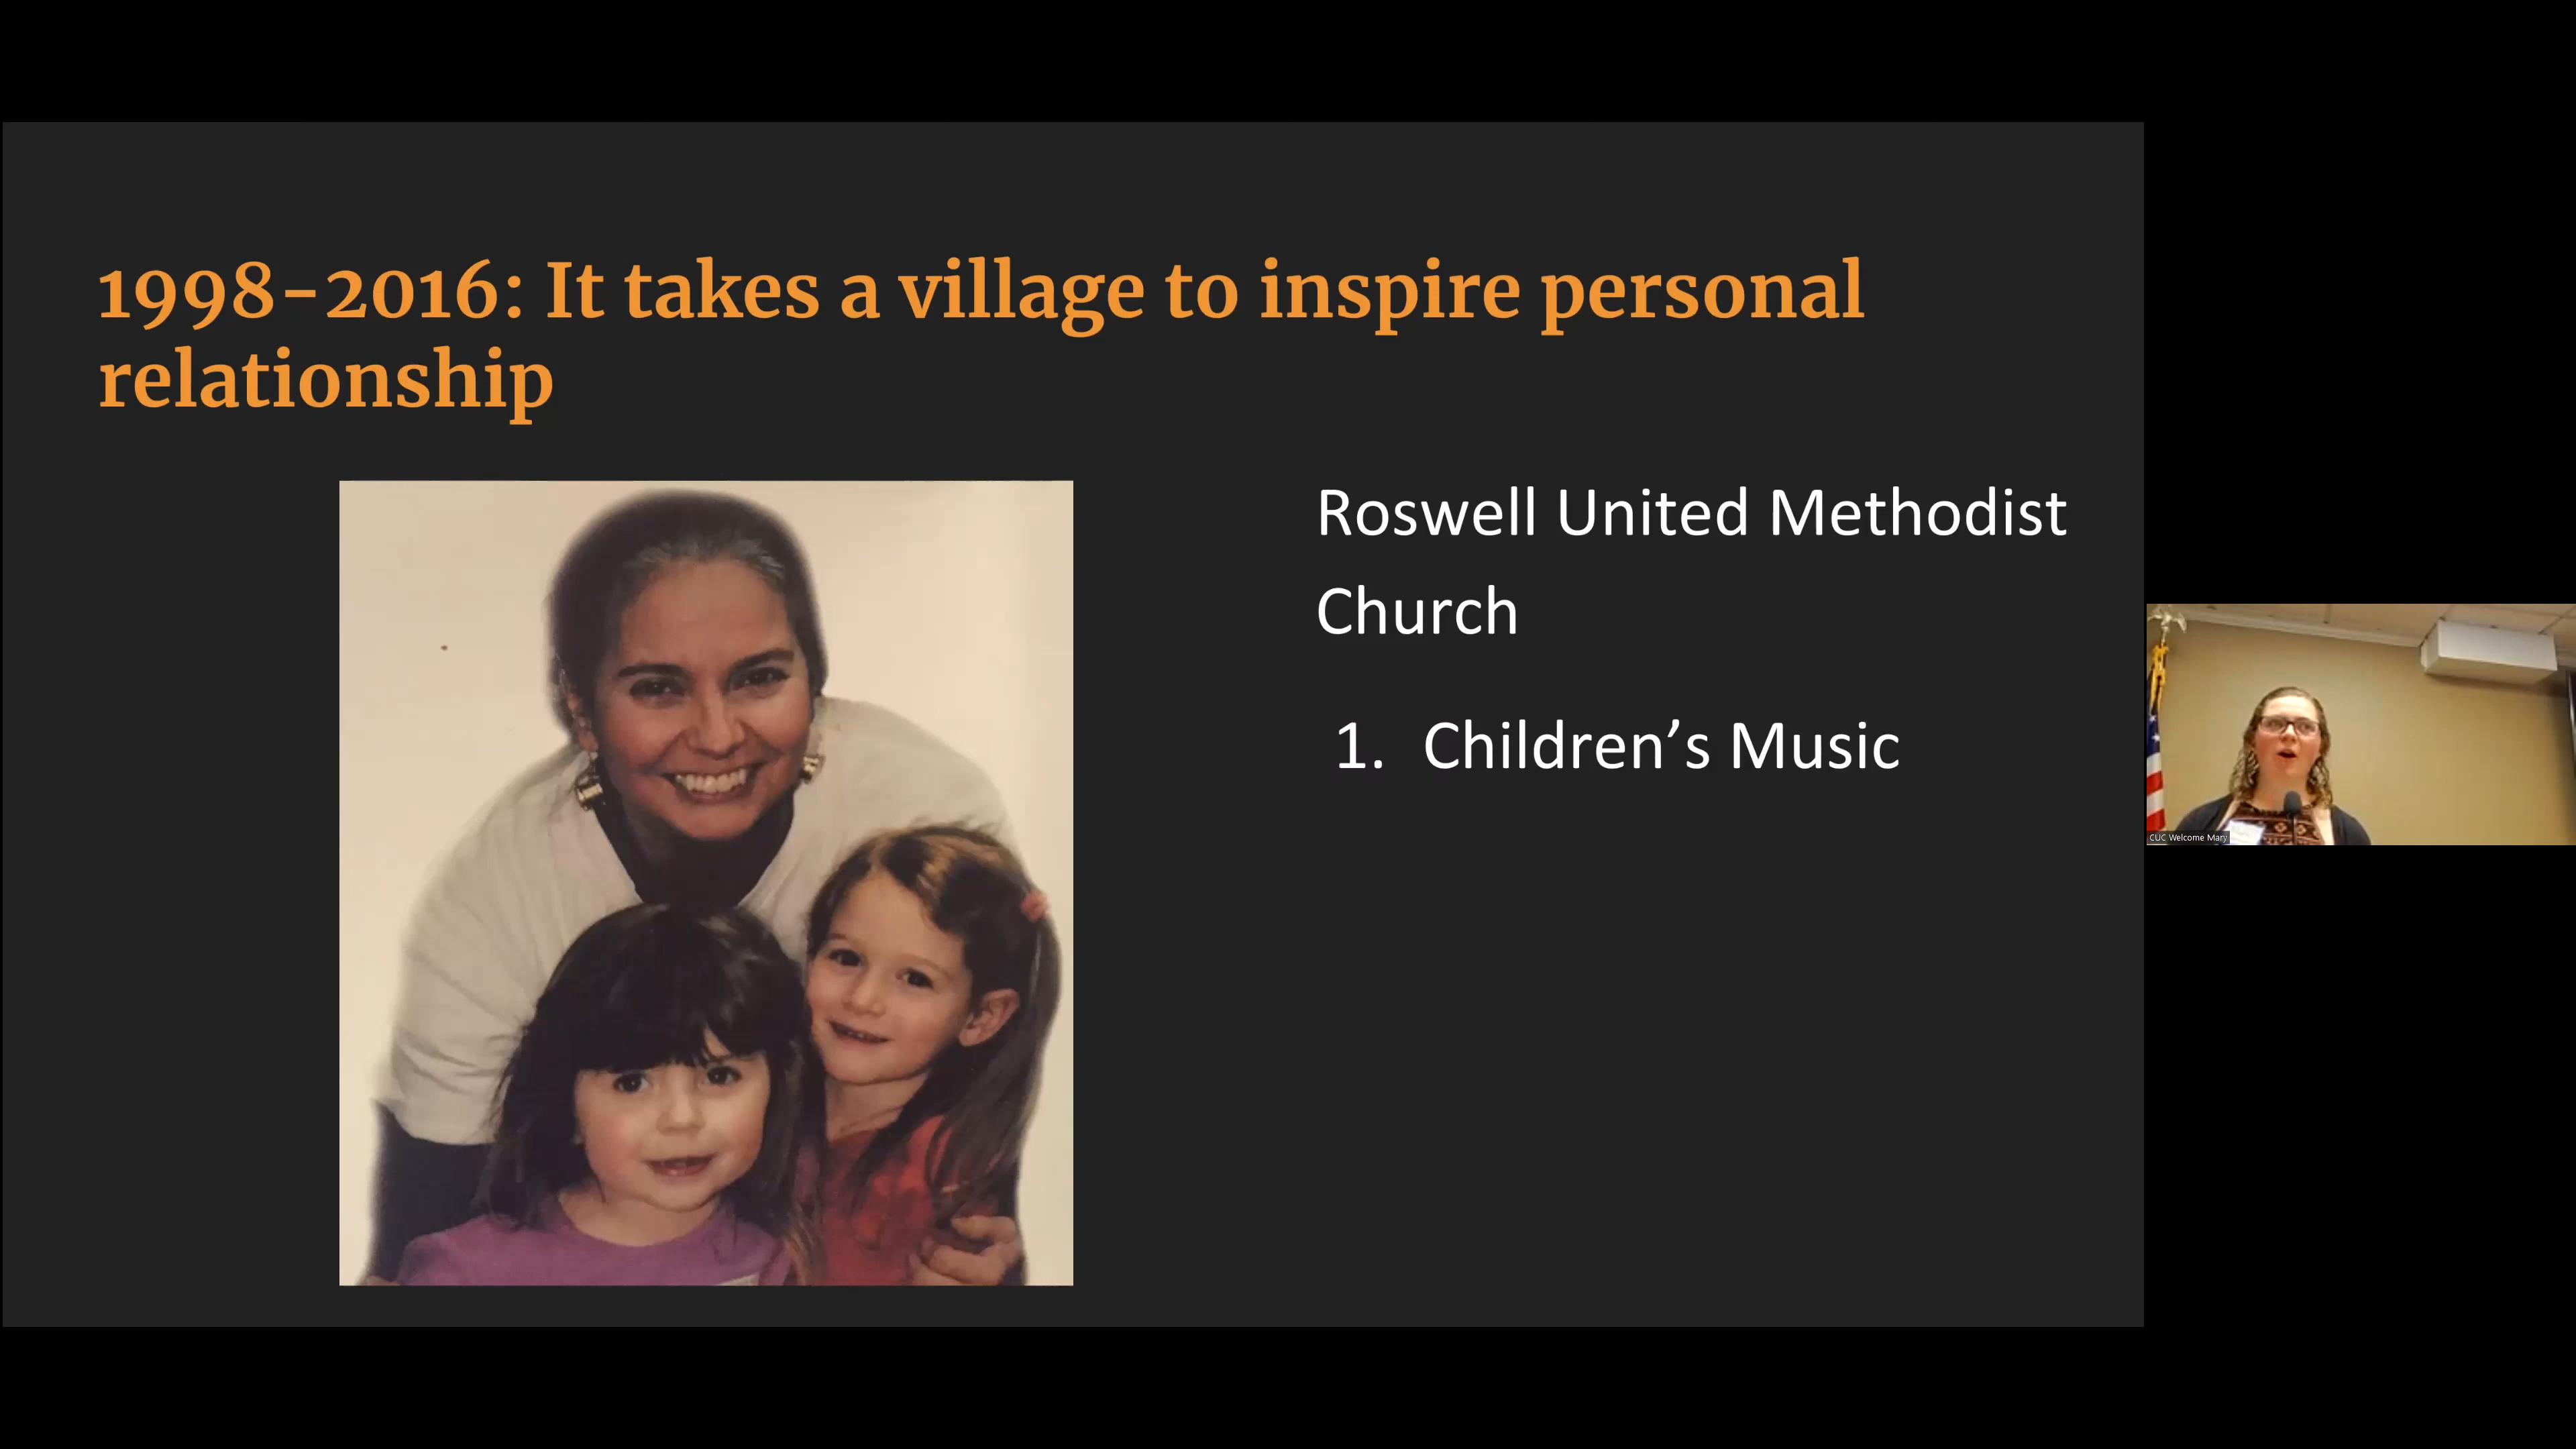 1998-2016: It takes a village to inspire personal
relationship
Roswell United Methodist
Church
1. Children’s Music
CUC Welcome Mary